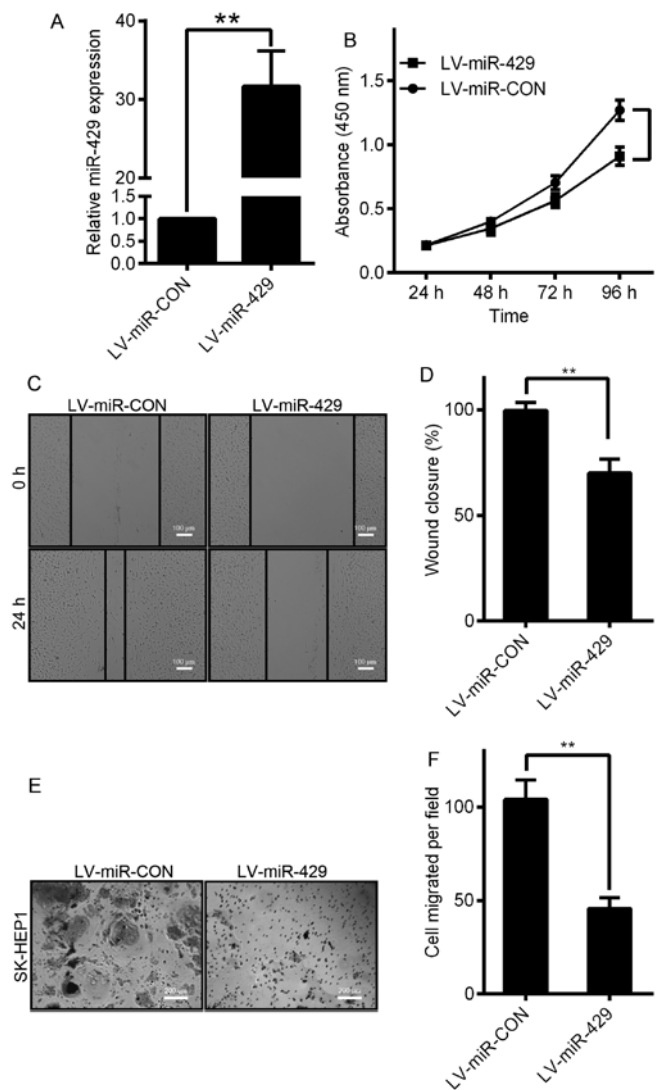 A
**
Relative miR-429 expression
40
30
20
1.5
1.0
0.5
0.0
LV-miR-CON
LV-miR-429
B
LV-miR-429
LV-miR-CON
Absorbance (450 nm)
1.5
1.0
0.5
0.0
24 h 48 h 72 h 96 h
Time
C
LV-miR-CON LV-miR-429
0 h
100 μm 100 μm
24 h
100 μm 100 μm
D
**
Wound closure (%)
100
50
0
LV-miR-CON
LV-miR-429
E
LV-miR-CON LV-miR-429
SK-HEP1
200 μm 200 μm
F
**
Cell migrated per field
100
50
0
LV-miR-CON
LV-miR-429